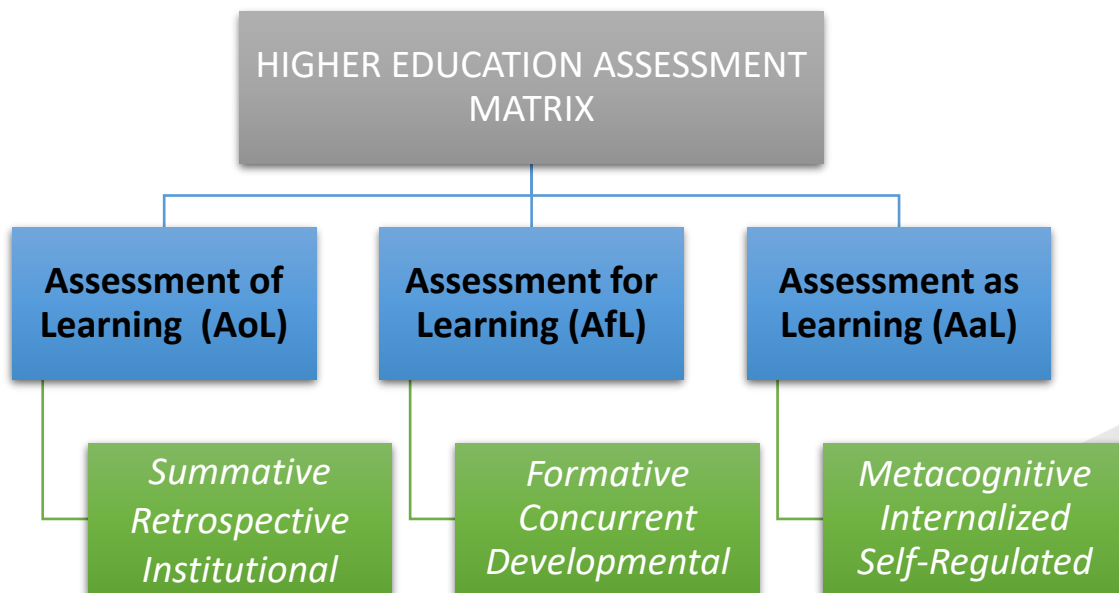 HIGHER EDUCATION ASSESSMENT
MATRIX
Assessment of
Learning (AoL)
Assessment for
Learning (AfL)
Assessment as
Learning (AaL)
Summative
Retrospective
Institutional
Formative
Concurrent
Developmental
Metacognitive
Internalized
Self-Regulated